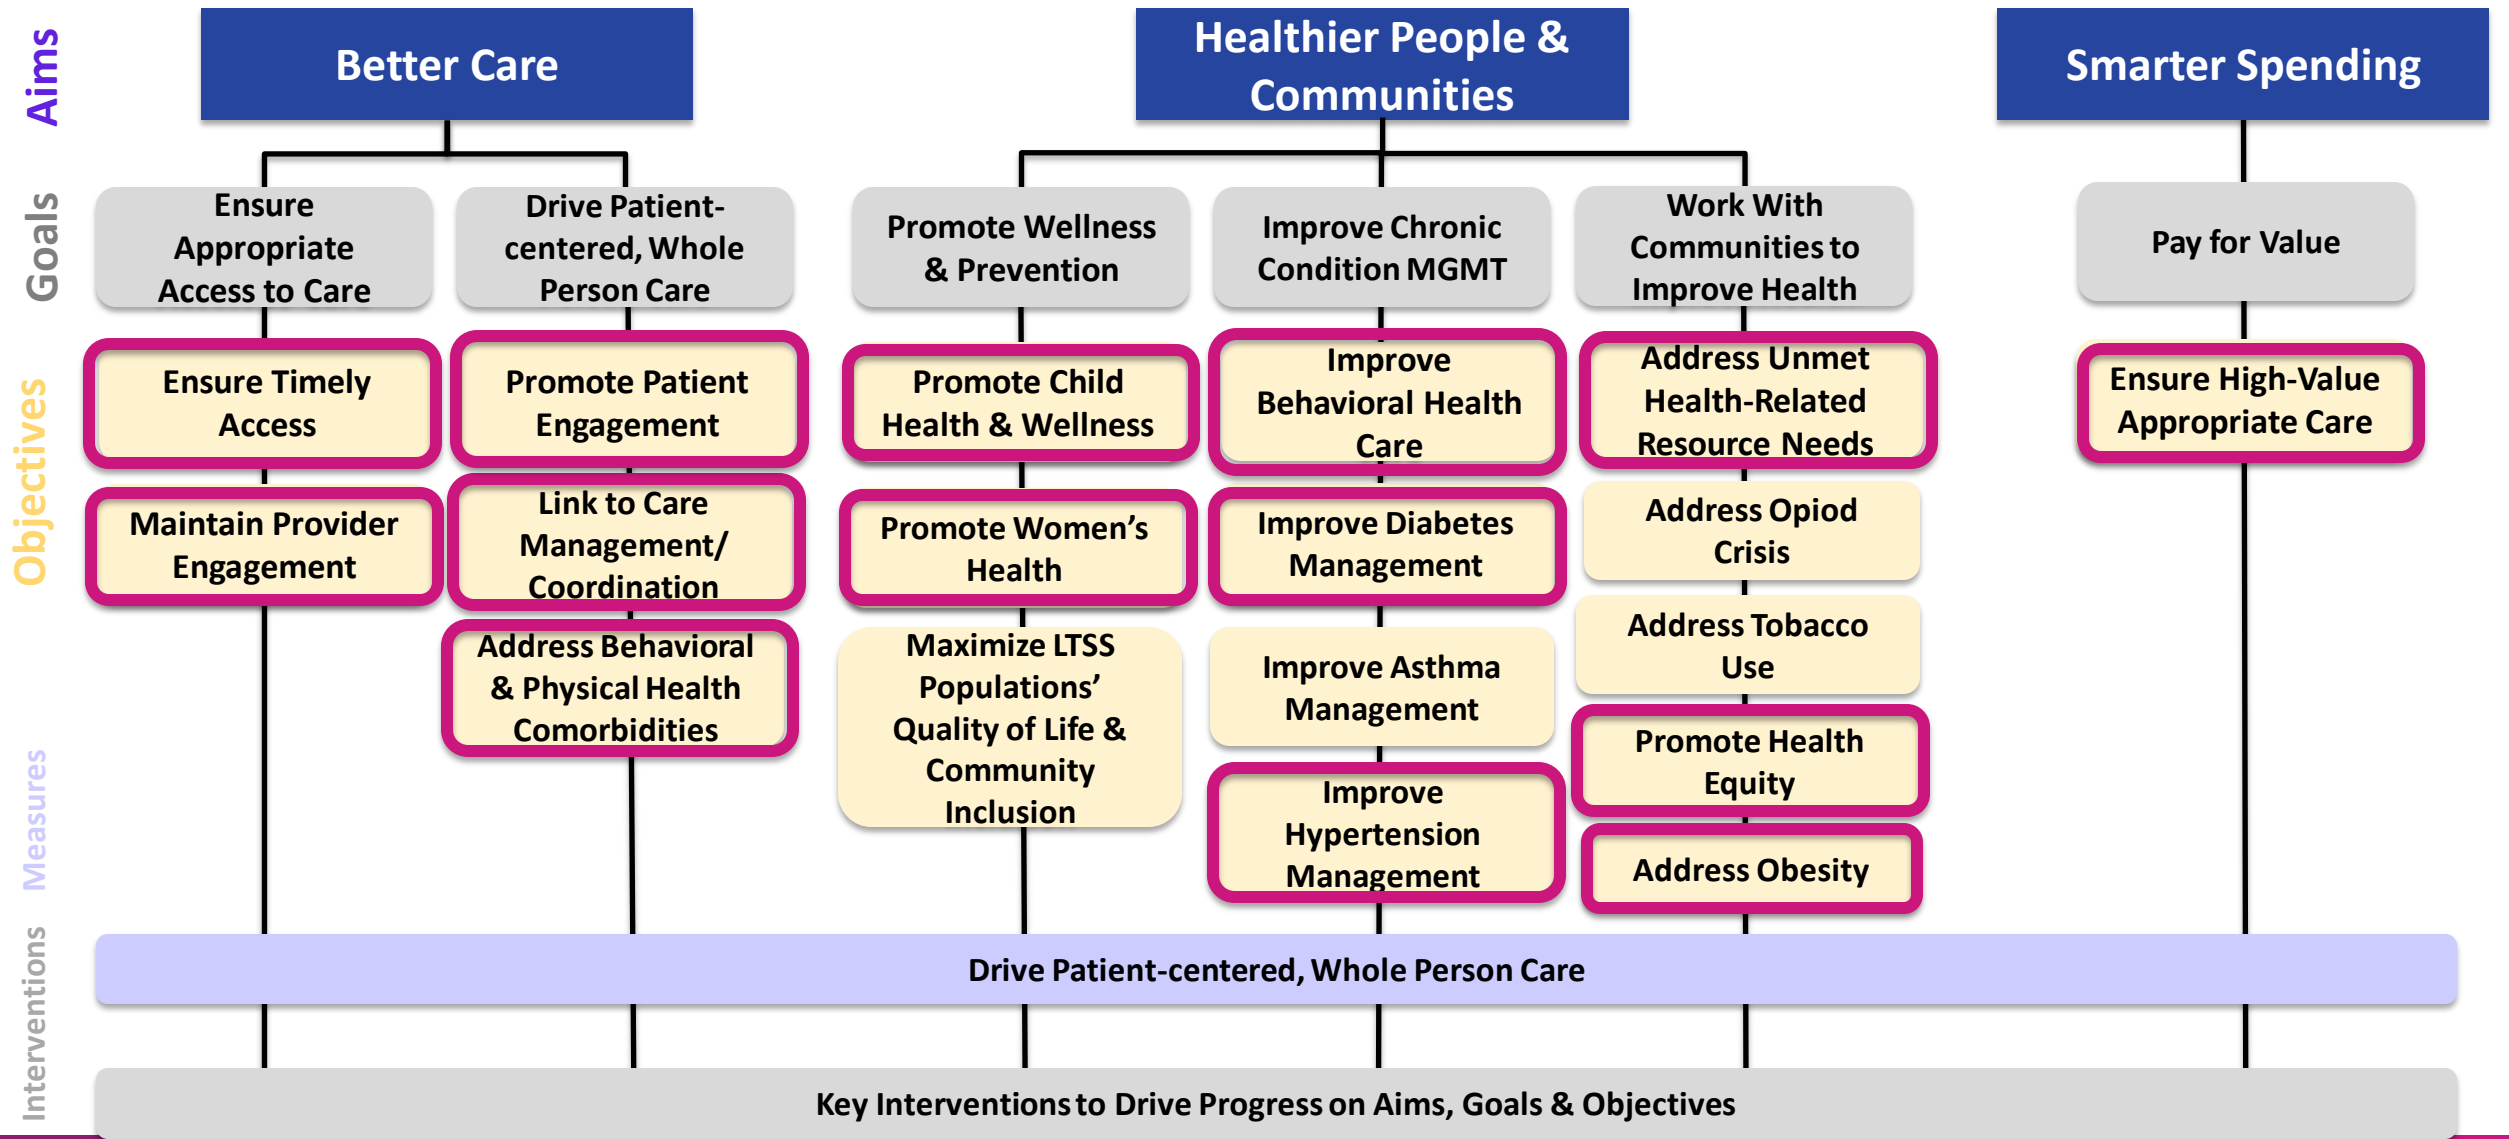 Aims
Better Care
Healthier People &
Communities
Smarter Spending
Goals
Ensure
Appropriate
Access to Care
Drive Patient-
centered, Whole
Person Care
Promote Wellness
& Prevention
Improve Chronic
Condition MGMT
Work With
Communities to
Improve Health
Pay for Value
Objectives
Ensure Timely
Access
Maintain Provider
Engagement
Promote Patient
Engagement
Link to Care
Management/
Coordination
Address Behavioral
& Physical Health
Comorbidities
Promote Child
Health & Wellness
Promote Women’s
Health
Maximize LTSS
Populations’
Quality of Life &
Community
Inclusion
Improve
Behavioral Health
Care
Improve Diabetes
Management
Improve Asthma
Management
Improve
Hypertension
Management
Address Unmet
Health-Related
Resource Needs
Address Opiod
Crisis
Address Tobacco
Use
Promote Health
Equity
Address Obesity
Ensure High-Value
Appropriate Care
Measures
Drive Patient-centered, Whole Person Care
Interventions
Key Interventions to Drive Progress on Aims, Goals & Objectives